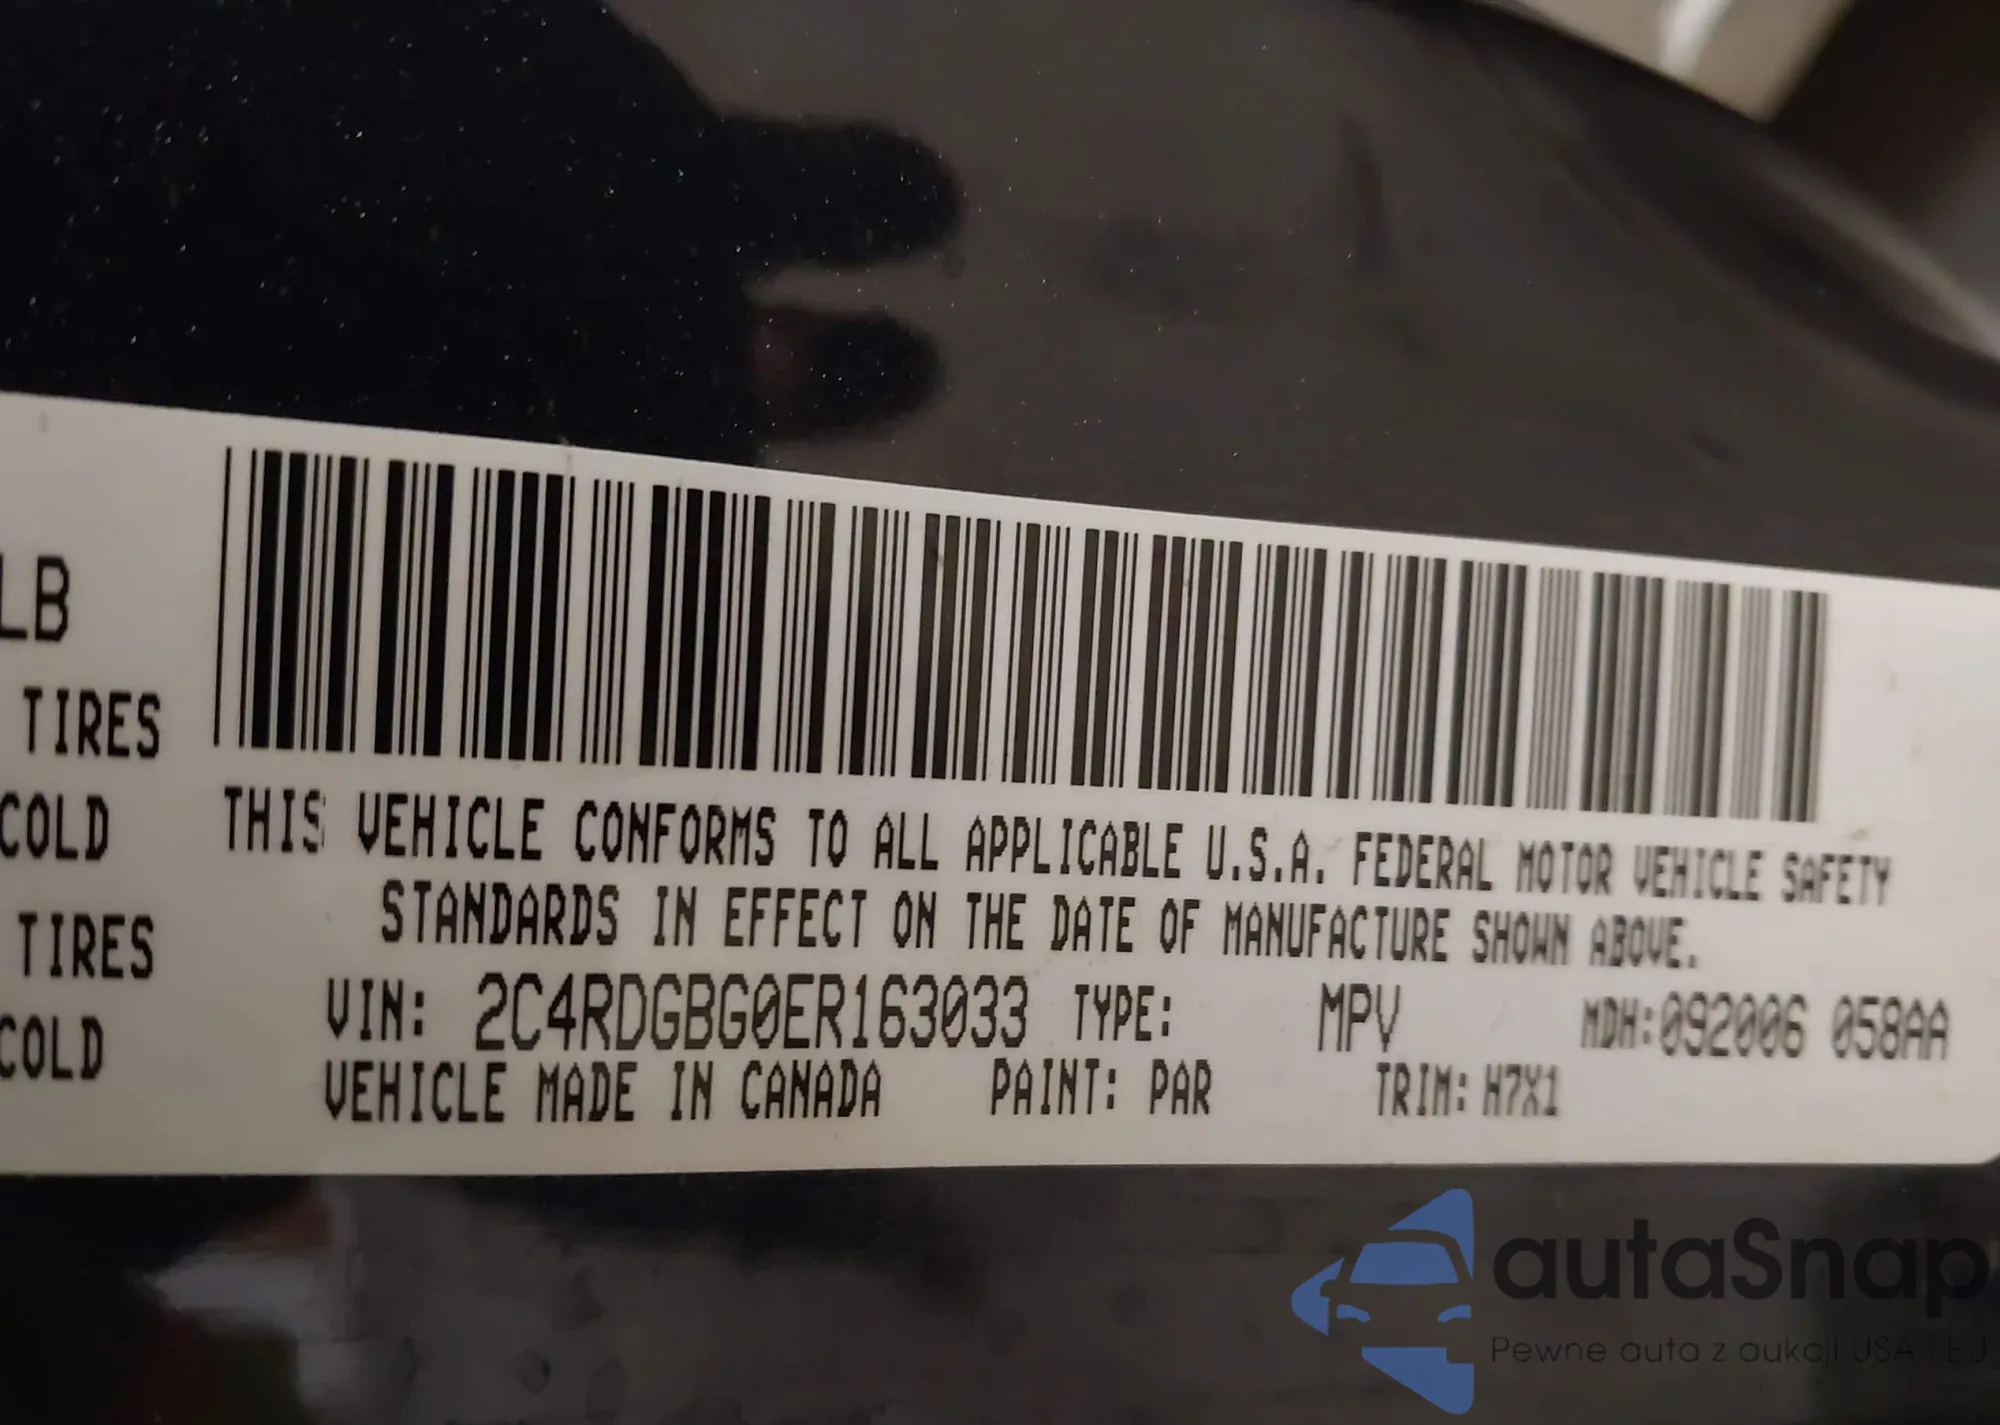 LB
TIRES
COLD
TIRES
COLD
THIS VEHICLE CONFORMS TO ALL APPLICABLE U.S.A. FEDERAL MOTOR VEHICLE SAFETY
STANDARDS IN EFFECT ON THE DATE OF MANUFACTURE SHOWN ABOVE.
VIN: 2C4RDGBG0ER163033 TYPE: MPV MDH:092006 058AA
VEHICLE MADE IN CANADA PAINT: PAR TRIM: H7X1
autaSnap
Pewne auta z aukcji USA i EU